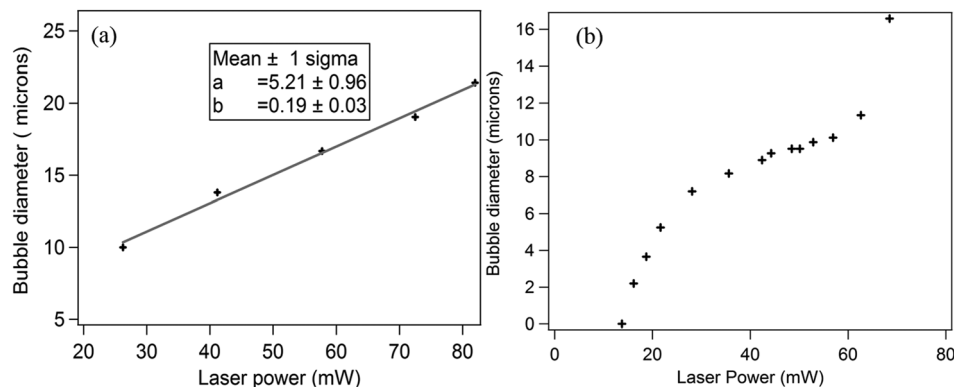 (a)
Mean ± 1 sigma
a =5.21 ± 0.96
b =0.19 ± 0.03
Bubble diameter ( microns)
25
20
15
10
5
20 30 40 50 60 70 80
Laser power (mW)
(b)
Bubble diameter (microns)
16
14
12
10
8
6
4
2
0
0 20 40 60 80
Laser Power (mW)